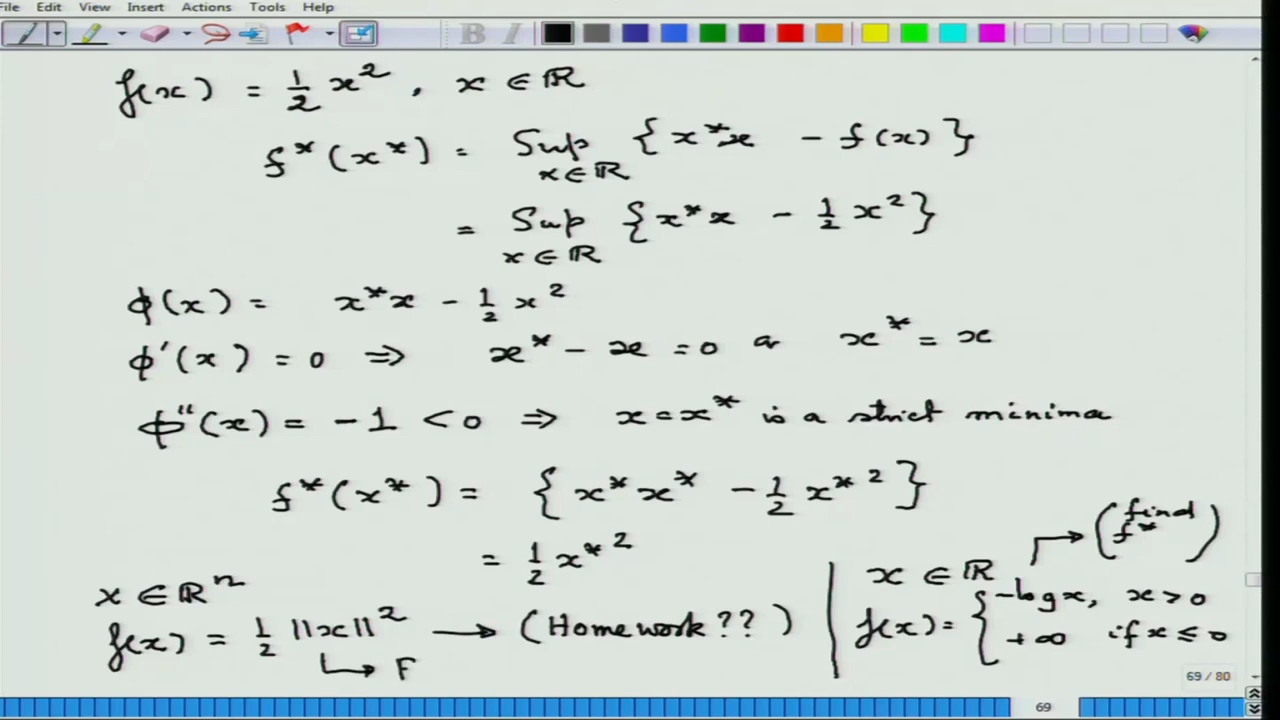 File Edit View Insert Actions Tools Help
B I
f(x) = 1/2 x², x ∈ ℝ
f*(x*) = Sup {x*x - f(x)}
x ∈ ℝ
= Sup {x*x - 1/2 x²}
x ∈ ℝ
ϕ(x) = x*x - 1/2 x²
ϕ'(x) = 0 ⇒ x* - x = 0 or x* = x
ϕ''(x) = -1 < 0 ⇒ x = x* is a strict minima
f*(x*) = {x*x* - 1/2 x*²}
= 1/2 x*²
x ∈ ℝⁿ
f(x) = 1/2 ||x||² → (Homework??)
↳ F
x ∈ ℝ → (find f*)
f(x) = { -log x, x > 0
+∞ if x ≤ 0
69 / 80
69